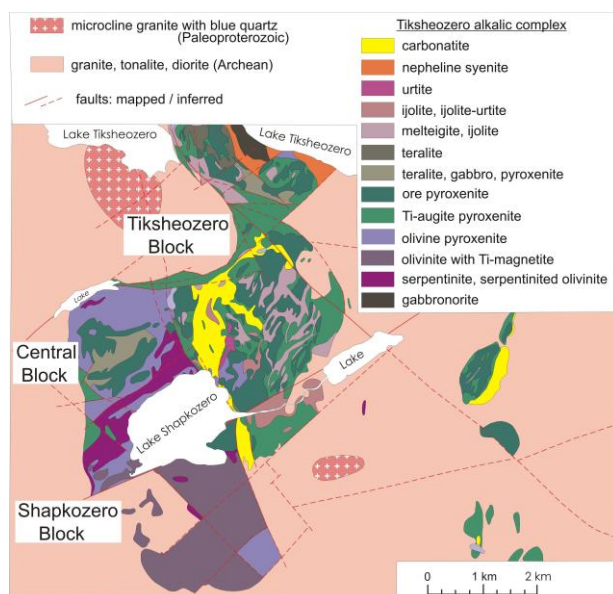 microcline granite with blue quartz
(Paleoproterozoic)
granite, tonalite, diorite (Archean)
faults: mapped / inferred
Tiksheozero alkalic complex
carbonatite
nepheline syenite
urtite
ijolite, ijolite-urtite
melteigite, ijolite
teralite
teralite, gabbro, pyroxenite
ore pyroxenite
Ti-augite pyroxenite
olivine pyroxenite
olivinite with Ti-magnetite
serpentinite, serpentinited olivinite
gabbronorite
Lake Tiksheozero
Lake Tiksheozero
Tiksheozero
Block
Lake
Central
Block
Lake
Lake Shapkozero
Shapkozero
Block
0 1 km 2 km